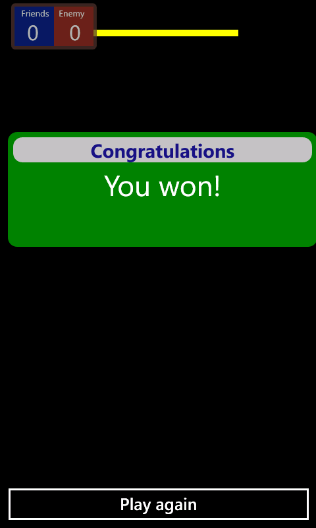 Friends Enemy
0 0
Congratulations
You won!
Play again